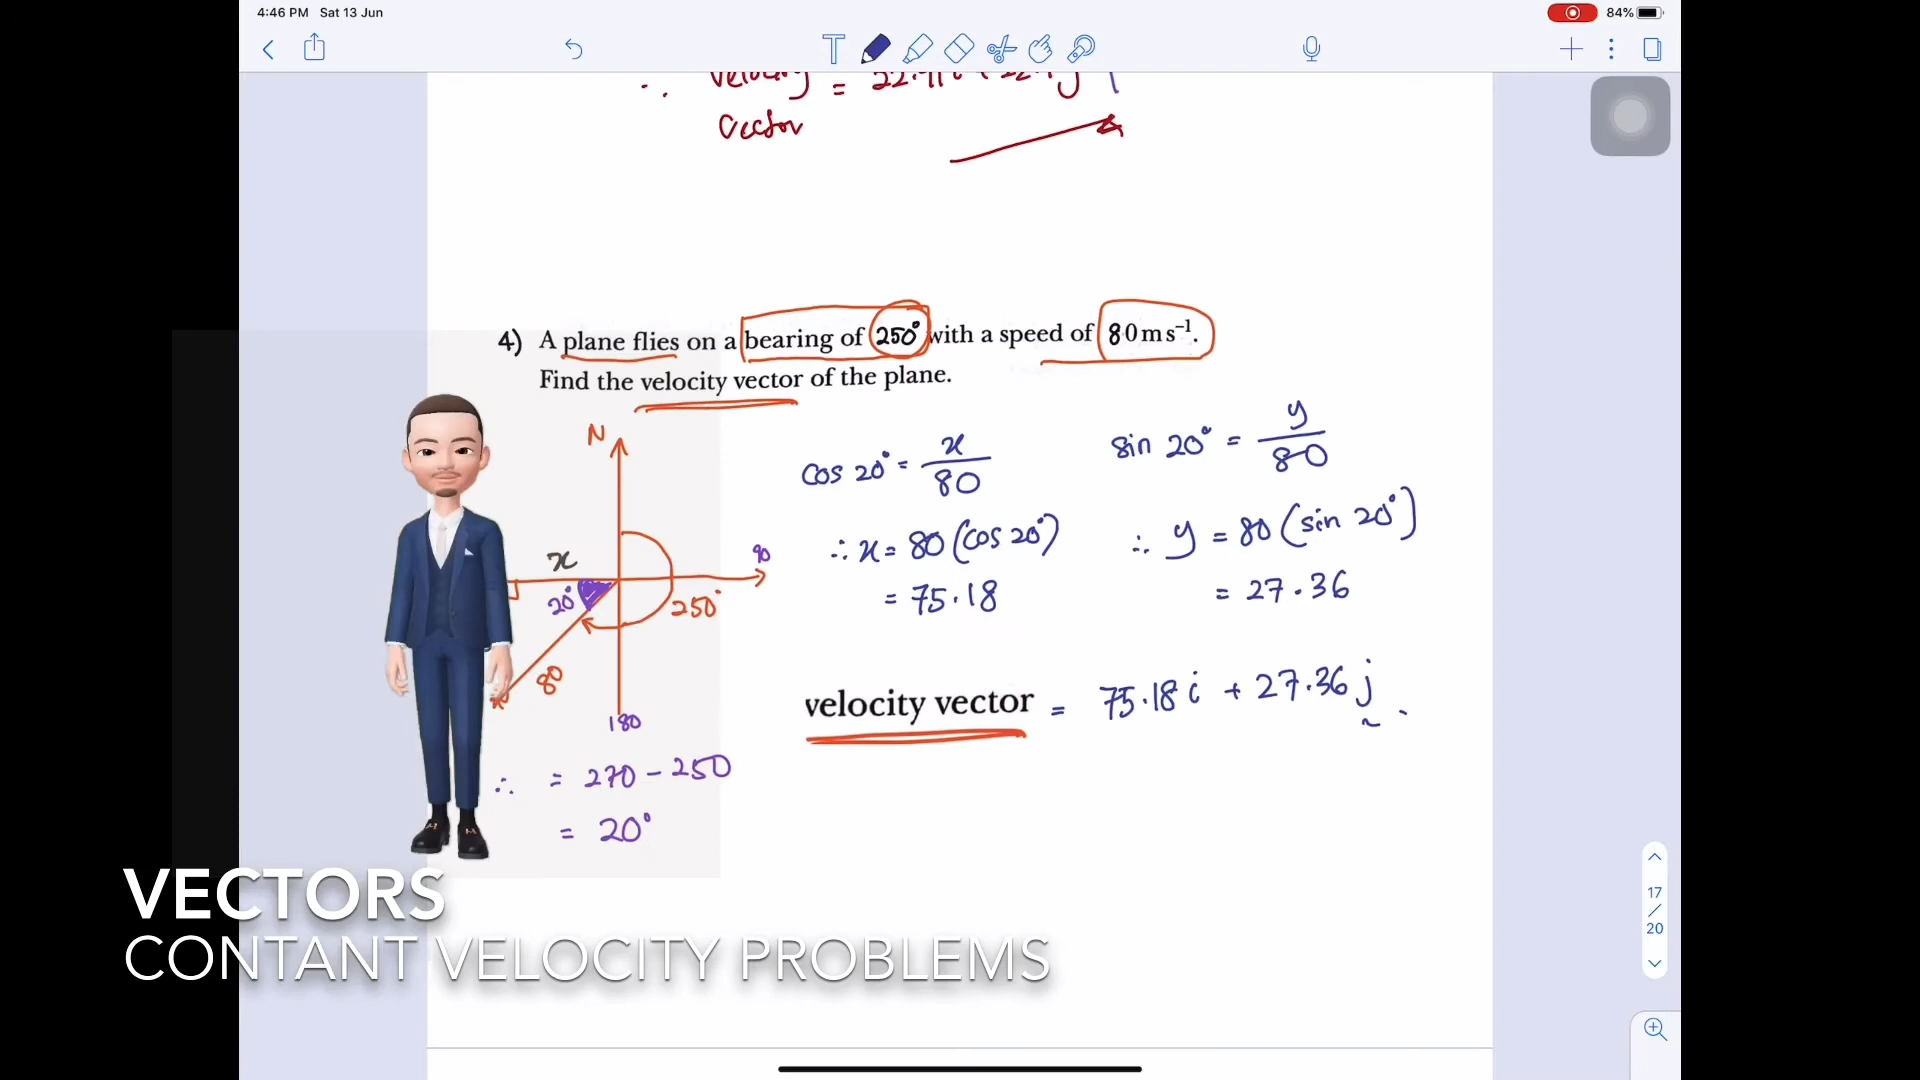 4:46 PM Sat 13 Jun
84%
∴ velocity =
vector
4) A plane flies on a bearing of 250° with a speed of 80 m s⁻¹.
Find the velocity vector of the plane.
N
x
90
20°
250°
80
180
∴ = 270 - 250
= 20°
cos 20° = x/80
∴ x = 80 (cos 20°)
= 75.18
sin 20° = y/80
∴ y = 80 (sin 20°)
= 27.36
velocity vector = 75.18 i + 27.36 j
VECTORS
CONTANT VELOCITY PROBLEMS
17
/
20